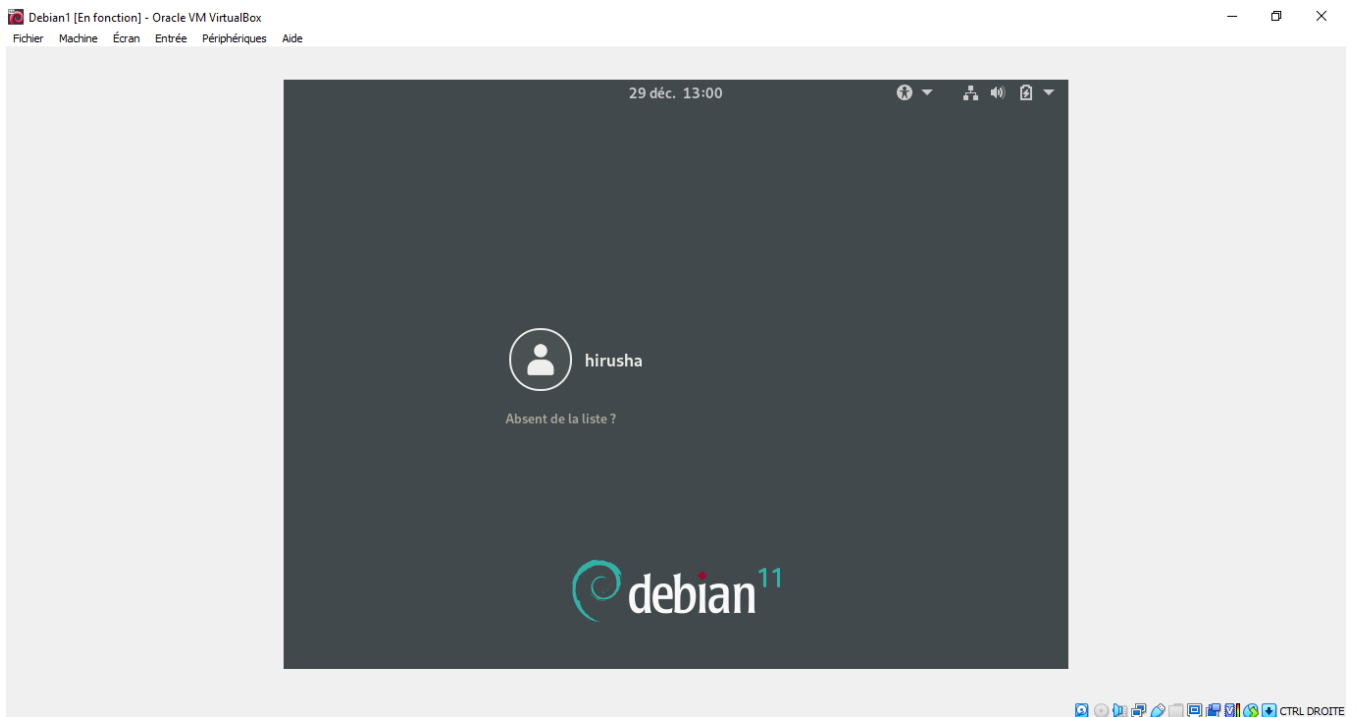 Debian1 [En fonction] - Oracle VM VirtualBox
Fichier Machine Écran Entrée Périphériques Aide
29 déc. 13:00
hirusha
Absent de la liste ?
debian 11
CTRL DROITE